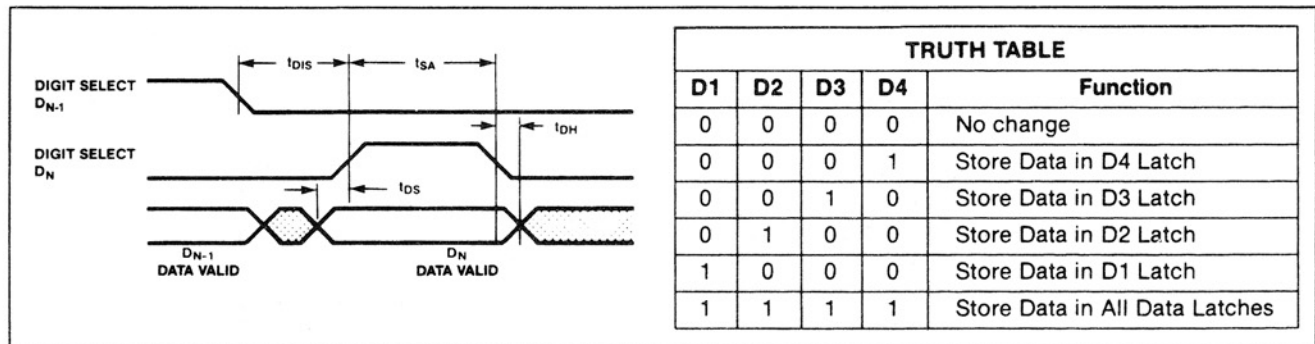 tDIS
tSA
DIGIT SELECT
DN-1
tDH
DIGIT SELECT
DN
tDS
DN-1
DATA VALID
DN
DATA VALID
TRUTH TABLE
D1 D2 D3 D4 Function
0 0 0 0 No change
0 0 0 1 Store Data in D4 Latch
0 0 1 0 Store Data in D3 Latch
0 1 0 0 Store Data in D2 Latch
1 0 0 0 Store Data in D1 Latch
1 1 1 1 Store Data in All Data Latches